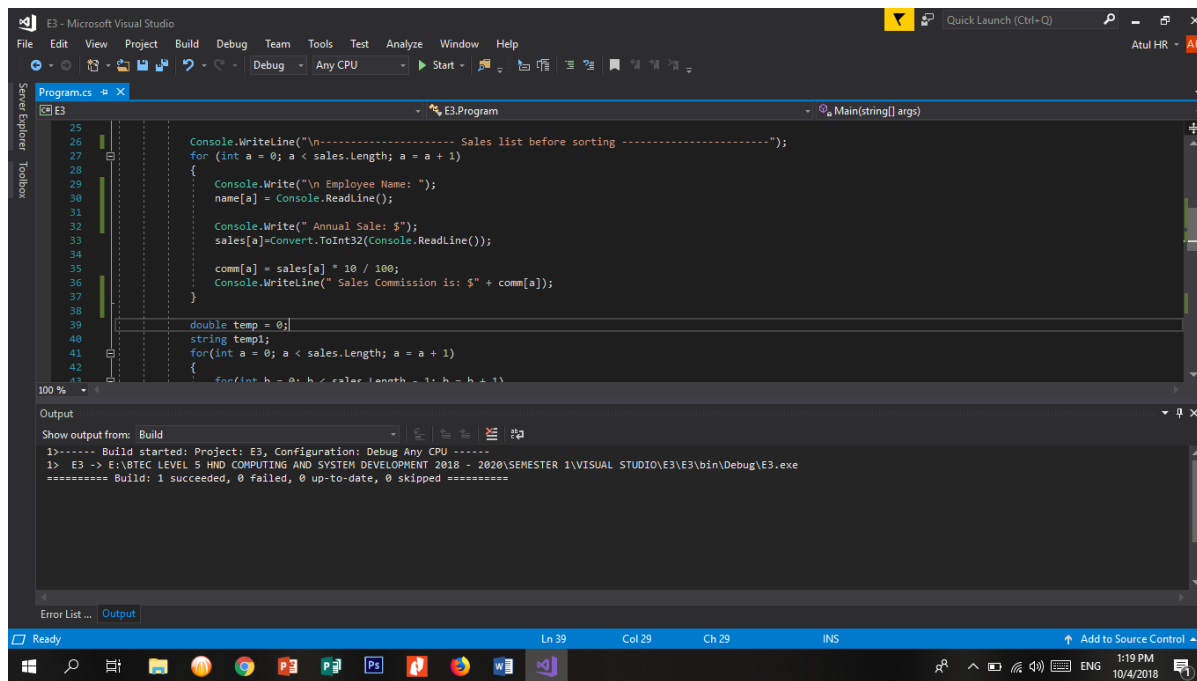 E3 - Microsoft Visual Studio
Quick Launch (Ctrl+Q)
File Edit View Project Build Debug Team Tools Test Analyze Window Help
Atul HR
Debug Any CPU Start
Server Explorer
Toolbox
Program.cs
C# E3 E3.Program Main(string[] args)
25
26 Console.WriteLine("\n---------------------- Sales list before sorting ------------------------");
27 for (int a = 0; a < sales.Length; a = a + 1)
28 {
29 Console.Write("\n Employee Name: ");
30 name[a] = Console.ReadLine();
31
32 Console.Write(" Annual Sale: $");
33 sales[a]=Convert.ToInt32(Console.ReadLine());
34
35 comm[a] = sales[a] * 10 / 100;
36 Console.WriteLine(" Sales Commission is: $" + comm[a]);
37 }
38
39 double temp = 0;
40 string temp1;
41 for(int a = 0; a < sales.Length; a = a + 1)
42 {
43 for(int b = 0; b < sales.Length - 1; b = b + 1)
100 %
Output
Show output from: Build
1>------ Build started: Project: E3, Configuration: Debug Any CPU ------
1> E3 -> E:\BTEC LEVEL 5 HND COMPUTING AND SYSTEM DEVELOPMENT 2018 - 2020\SEMESTER 1\VISUAL STUDIO\E3\E3\bin\Debug\E3.exe
========== Build: 1 succeeded, 0 failed, 0 up-to-date, 0 skipped ==========
Error List ... Output
Ready Ln 39 Col 29 Ch 29 INS Add to Source Control
Ps
ENG
1:19 PM
10/4/2018